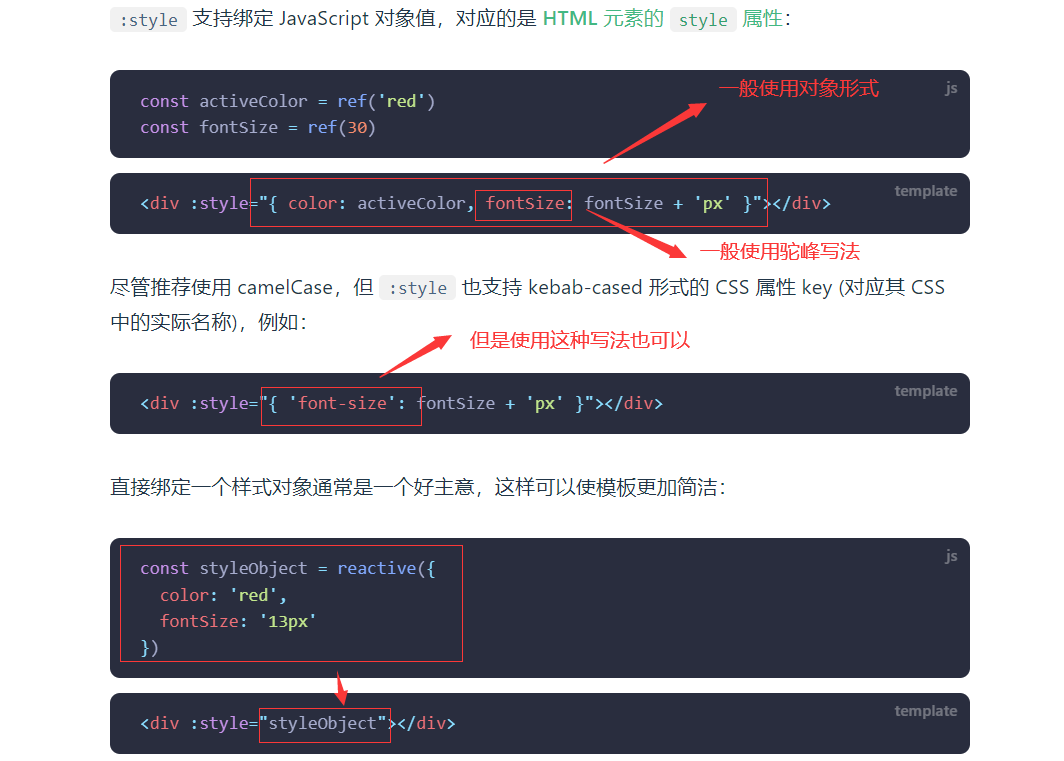 :style 支持绑定 JavaScript 对象值，对应的是 HTML 元素的 style 属性：
一般使用对象形式
js
const activeColor = ref('red')
const fontSize = ref(30)
template
<div :style="{ color: activeColor, fontSize: fontSize + 'px' }"></div>
一般使用驼峰写法
尽管推荐使用 camelCase，但 :style 也支持 kebab-cased 形式的 CSS 属性 key (对应其 CSS
中的实际名称)，例如：
但是使用这种写法也可以
template
<div :style="{ 'font-size': fontSize + 'px' }"></div>
直接绑定一个样式对象通常是一个好主意，这样可以使模板更加简洁：
js
const styleObject = reactive({
  color: 'red',
  fontSize: '13px'
})
template
<div :style="styleObject"></div>